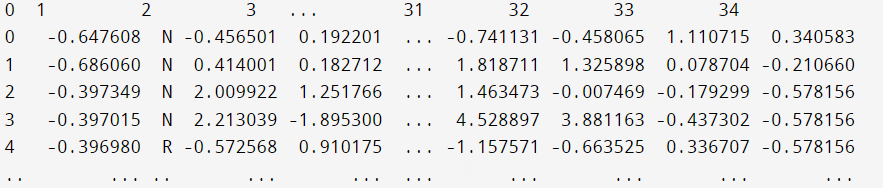 0  1         2         3   ...        31        32        33        34
0   -0.647608  N -0.456501  0.192201  ... -0.741131 -0.458065  1.110715  0.340583
1   -0.686060  N  0.414001  0.182712  ...  1.818711  1.325898  0.078704 -0.210660
2   -0.397349  N  2.009922  1.251766  ...  1.463473 -0.007469 -0.179299 -0.578156
3   -0.397015  N  2.213039 -1.895300  ...  4.528897  3.881163 -0.437302 -0.578156
4   -0.396980  R -0.572568  0.910175  ... -1.157571 -0.663525  0.336707 -0.578156
..        ... ..       ...       ...  ...       ...       ...       ...       ...